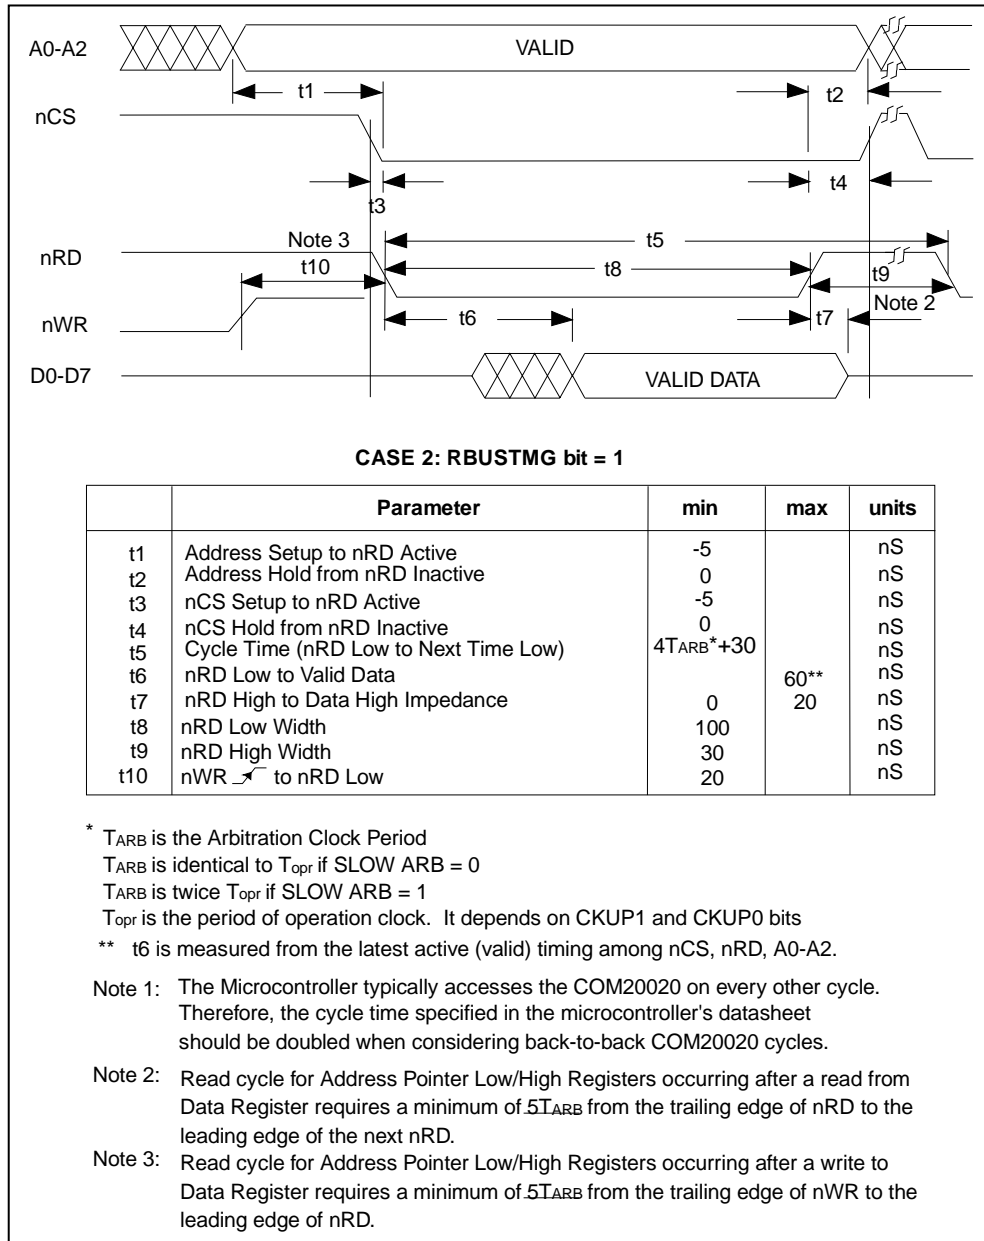 A0-A2
VALID
t1
t2
nCS
t3
t4
Note 3
t5
nRD
t10
t8
t9
Note 2
nWR
t6
t7
D0-D7
VALID DATA
CASE 2: RBUSTMG bit = 1
Parameter min max units
t1 Address Setup to nRD Active -5 nS
t2 Address Hold from nRD Inactive 0 nS
t3 nCS Setup to nRD Active -5 nS
t4 nCS Hold from nRD Inactive 0 nS
t5 Cycle Time (nRD Low to Next Time Low) 4TARB*+30 nS
t6 nRD Low to Valid Data 60** nS
t7 nRD High to Data High Impedance 0 20 nS
t8 nRD Low Width 100 nS
t9 nRD High Width 30 nS
t10 nWR to nRD Low 20 nS
* TARB is the Arbitration Clock Period
TARB is identical to Topr if SLOW ARB = 0
TARB is twice Topr if SLOW ARB = 1
Topr is the period of operation clock. It depends on CKUP1 and CKUP0 bits
** t6 is measured from the latest active (valid) timing among nCS, nRD, A0-A2.
Note 1: The Microcontroller typically accesses the COM20020 on every other cycle.
Therefore, the cycle time specified in the microcontroller's datasheet
should be doubled when considering back-to-back COM20020 cycles.
Note 2: Read cycle for Address Pointer Low/High Registers occurring after a read from
Data Register requires a minimum of 5TARB from the trailing edge of nRD to the
leading edge of the next nRD.
Note 3: Read cycle for Address Pointer Low/High Registers occurring after a write to
Data Register requires a minimum of 5TARB from the trailing edge of nWR to the
leading edge of nRD.